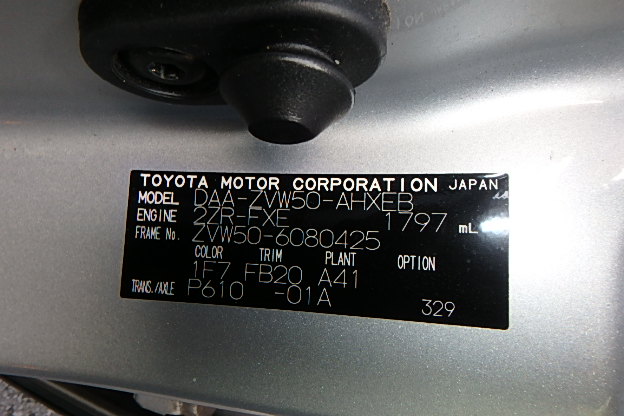 TOYOTA MOTOR CORPORATION JAPAN
MODEL DAA-ZVW50-AHXEB
ENGINE 2ZR-FXE 1797 mL
FRAME No. ZVW50-6080425
COLOR TRIM PLANT OPTION
1F7 FB20 A41
TRANS./AXLE P610 -01A
329